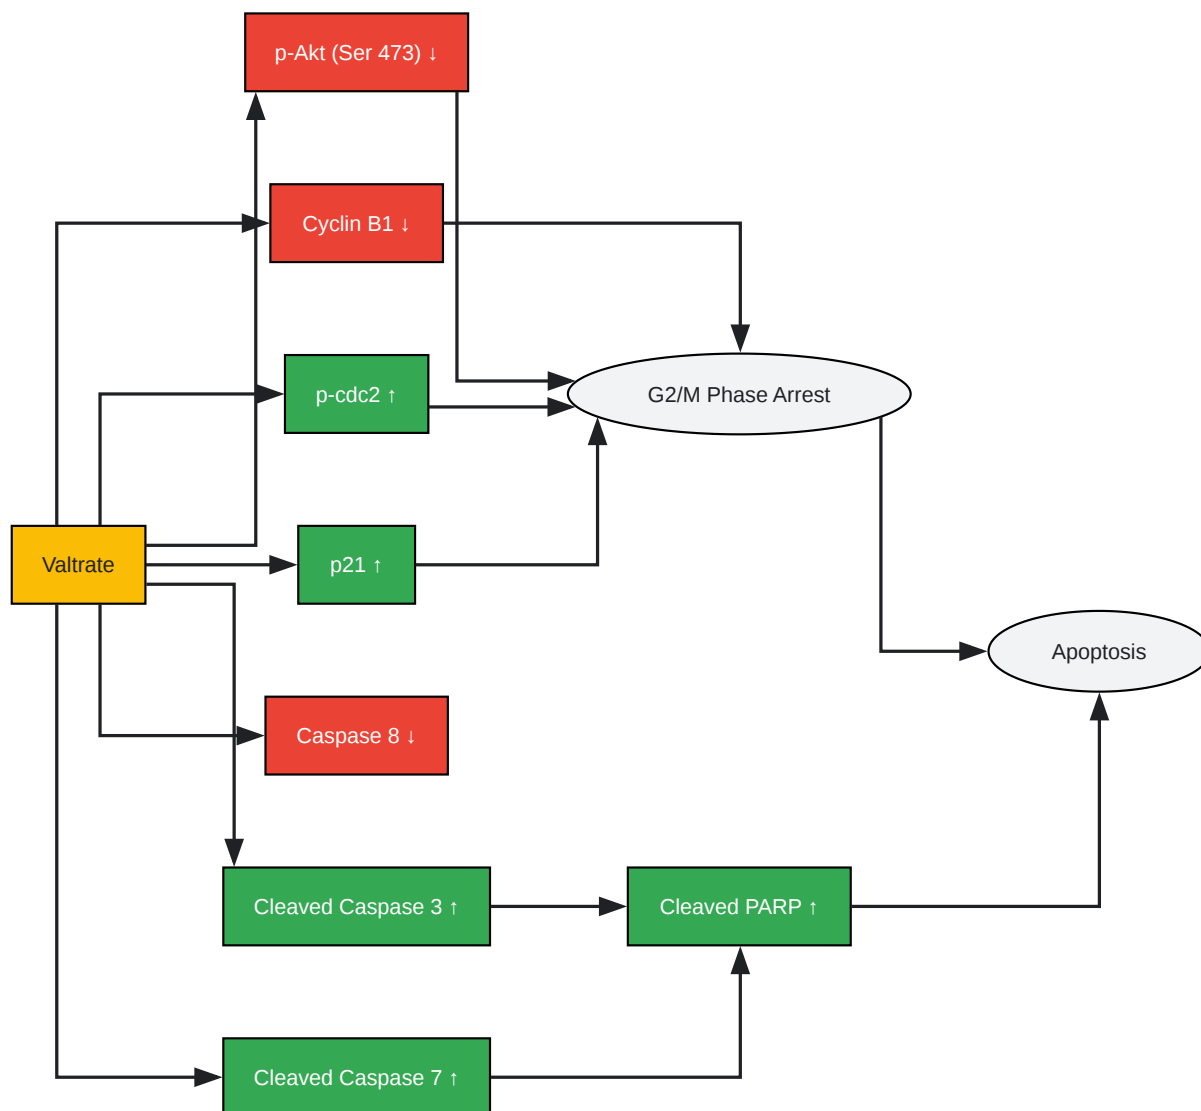 p-Akt (Ser 473) ↓
Cyclin B1 ↓
p-cdc2 ↑
G2/M Phase Arrest
Valtrate
p21 ↑
Apoptosis
Caspase 8 ↓
Cleaved Caspase 3 ↑
Cleaved PARP ↑
Cleaved Caspase 7 ↑